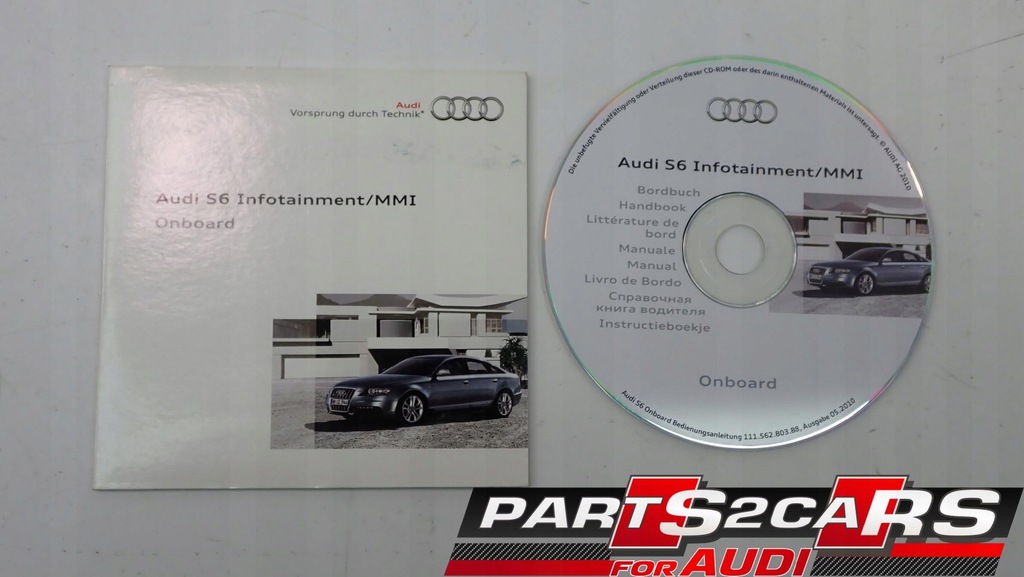 Audi
Vorsprung durch Technik*
Audi S6 Infotainment/MMI
Onboard
Die unbefugte Vervielfältigung oder Verteilung dieser CD-ROM oder des darin enthaltenen Materials ist untersagt. © AUDI AG 2010
Audi S6 Infotainment/MMI
Bordbuch
Handbook
Littérature de
bord
Manuale
Manual
Livro de Bordo
Справочная
книга водителя
Instructieboekje
Onboard
Audi S6 Onboard Bedienungsanleitung 111.562.803.88, Ausgabe 05.2010
PARTS2CARS
FOR AUDI